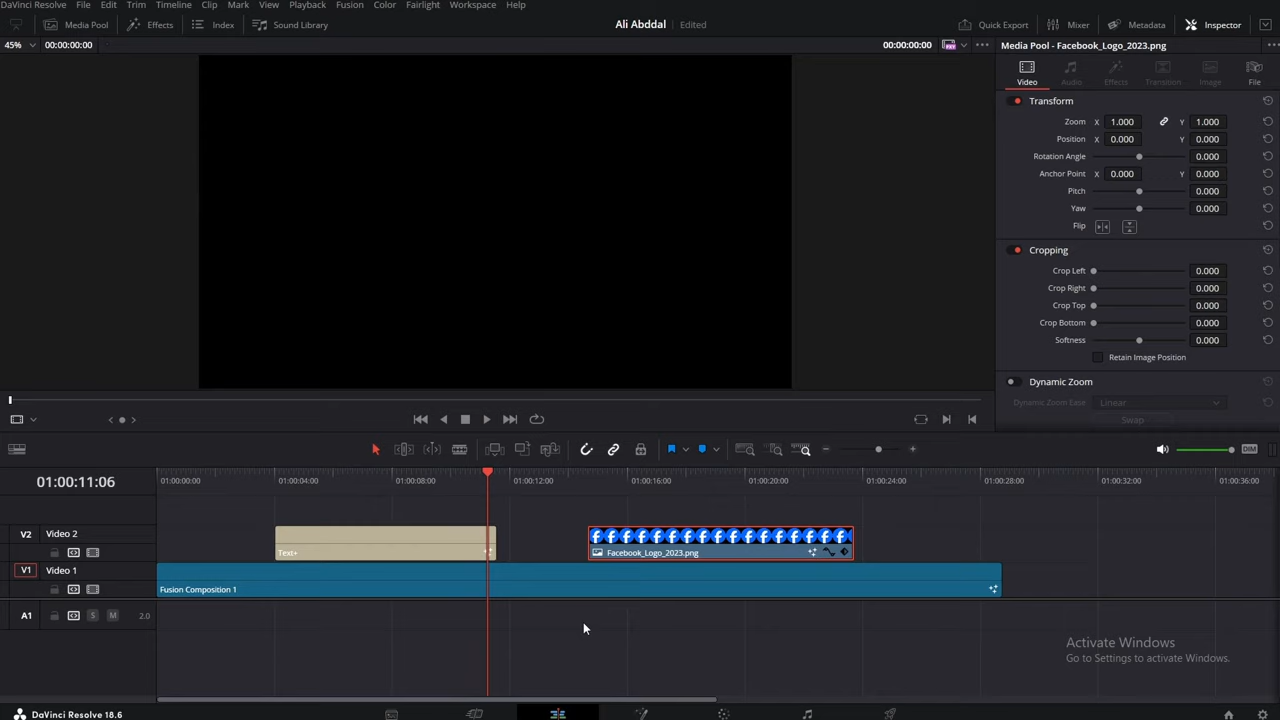 DaVinci Resolve File Edit Trim Timeline Clip Mark View Playback Fusion Color Fairlight Workspace Help
Media Pool Effects Index Sound Library Ali Abddal Edited Quick Export Mixer Metadata Inspector
45% 00:00:00:00 00:00:00:00 Media Pool - Facebook_Logo_2023.png
Video Audio Effects Transition Image File
Transform
Zoom X 1.000 Y 1.000
Position X 0.000 Y 0.000
Rotation Angle 0.000
Anchor Point X 0.000 Y 0.000
Pitch 0.000
Yaw 0.000
Flip
Cropping
Crop Left 0.000
Crop Right 0.000
Crop Top 0.000
Crop Bottom 0.000
Softness 0.000
Retain Image Position
Dynamic Zoom
Dynamic Zoom Ease Linear
Swap
DIM
01:00:11:06 01:00:00:00 01:00:04:00 01:00:08:00 01:00:12:00 01:00:16:00 01:00:20:00 01:00:24:00 01:00:28:00 01:00:32:00 01:00:36:00
V2 Video 2
Text+ Facebook_Logo_2023.png
V1 Video 1
Fusion Composition 1
A1 S M 2.0
Activate Windows
Go to Settings to activate Windows.
DaVinci Resolve 18.6